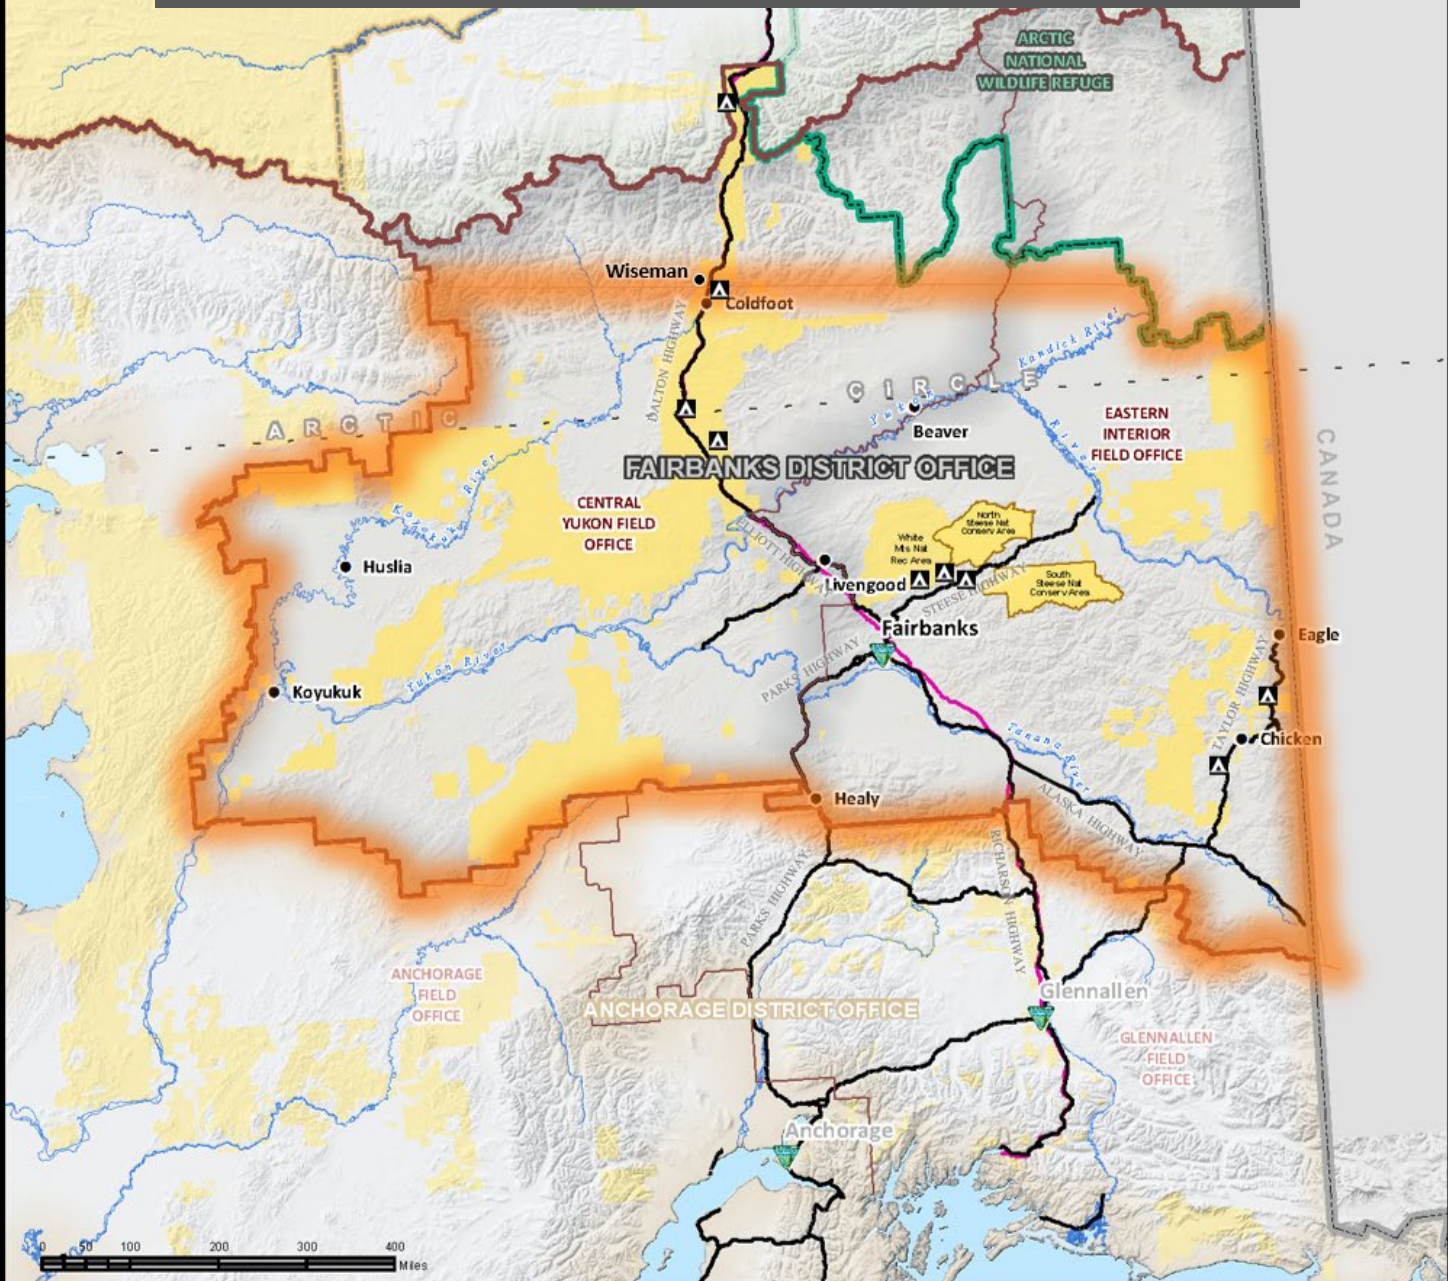 ARCTIC
NATIONAL
WILDLIFE REFUGE
Wiseman
Coldfoot
DALTON HIGHWAY
Kandick River
ARCTIC
CIRCLE
Yukon
River
Beaver
EASTERN
INTERIOR
FIELD OFFICE
CANADA
FAIRBANKS DISTRICT OFFICE
CENTRAL
YUKON FIELD
OFFICE
Koyukuk River
North
Steese Nat
Conserv Area
White
Mts Nat
Rec Area
ELLIOTT HIGHWAY
Huslia
Livengood
STEESE HIGHWAY
South
Steese Nat
Conserv Area
Fairbanks
Eagle
PARKS HIGHWAY
Yukon River
Koyukuk
TAYLOR HIGHWAY
Chicken
Tanana River
Healy
ALASKA HIGHWAY
RICHARSON HIGHWAY
PARKS HIGHWAY
ANCHORAGE
FIELD
OFFICE
Glennallen
ANCHORAGE DISTRICT OFFICE
GLENNALLEN
FIELD
OFFICE
Anchorage
0 50 100 200 300 400
Miles